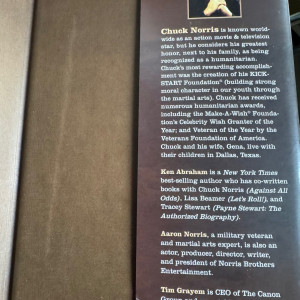 Chuck Norris is known world-
wide as an action movie & television
star, but he considers his greatest
honor, next to his family, as being
recognized as a humanitarian.
Chuck's most rewarding accomplish-
ment was the creation of his KICK-
START Foundation® (building strong
moral character in our youth through
the martial arts). Chuck has received
numerous humanitarian awards,
including the Make-A-Wish® Founda-
tion's Celebrity Wish Granter of the
Year; and Veteran of the Year by the
Veterans Foundation of America.
Chuck and his wife, Gena, live with
their children in Dallas, Texas.
Ken Abraham is a New York Times
best-selling author who has co-written
books with Chuck Norris (Against All
Odds), Lisa Beamer (Let's Roll!), and
Tracey Stewart (Payne Stewart: The
Authorized Biography).
Aaron Norris, a military veteran
and martial arts expert, is also an
actor, producer, director, writer,
and president of Norris Brothers
Entertainment.
Tim Grayem is CEO of The Canon